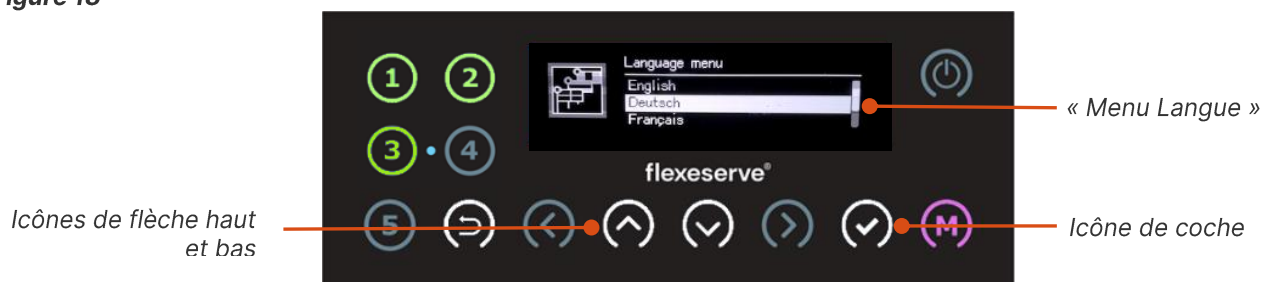 igure 18
1
2
Language menu
English
Deutsch
Français
« Menu Langue »
3
4
flexeserve®
Icônes de flèche haut
et bas
5
M
Icône de coche